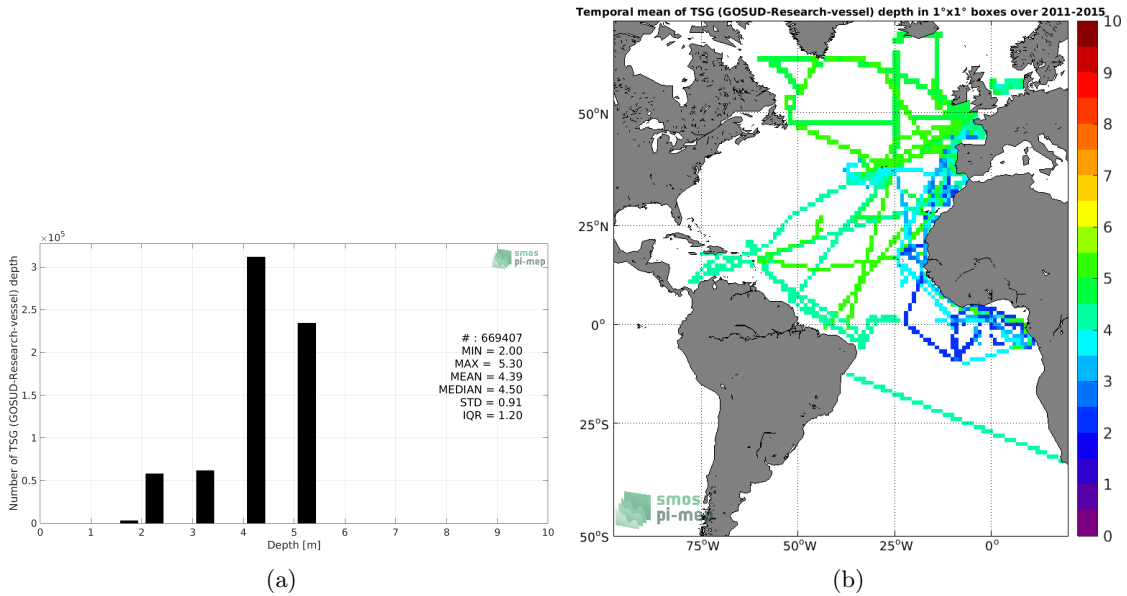 Temporal mean of TSG (GOSUD-Research-vessel) depth in 1°x1° boxes over 2011-2015
×10⁵
Number of TSG (GOSUD-Research-vessel) depth
3
2.5
2
1.5
1
0.5
0
0 1 2 3 4 5 6 7 8 9 10
Depth [m]
smos
pi-mep
# : 669407
MIN = 2.00
MAX = 5.30
MEAN = 4.39
MEDIAN = 4.50
STD = 0.91
IQR = 1.20
(a)
50°N
25°N
0°
25°S
50°S
75°W 50°W 25°W 0°
smos
pi-mep
10
9
8
7
6
5
4
3
2
1
0
(b)